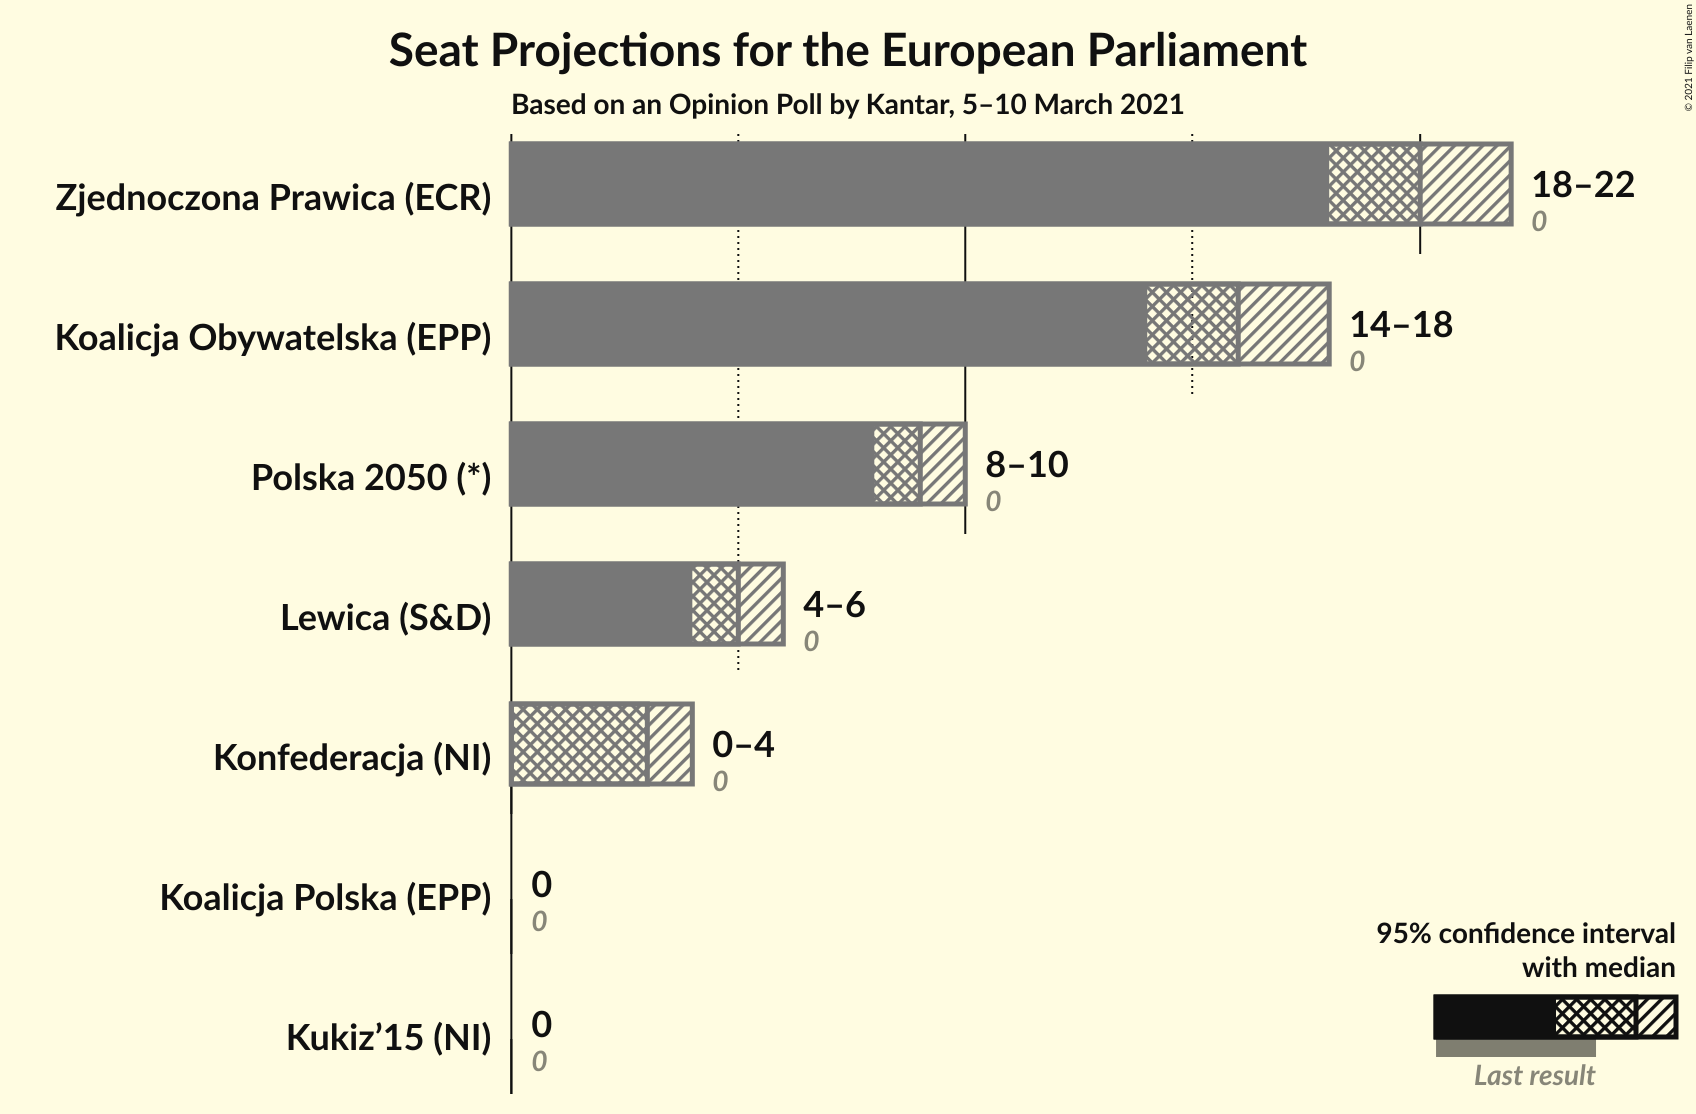 Seat Projections for the European Parliament
Based on an Opinion Poll by Kantar, 5–10 March 2021
© 2021 Filip van Laenen
Zjednoczona Prawica (ECR)
18–22
0
Koalicja Obywatelska (EPP)
14–18
0
Polska 2050 (*)
8–10
0
Lewica (S&D)
4–6
0
Konfederacja (NI)
0–4
0
Koalicja Polska (EPP)
0
0
Kukiz’15 (NI)
0
0
95% confidence interval
with median
Last result